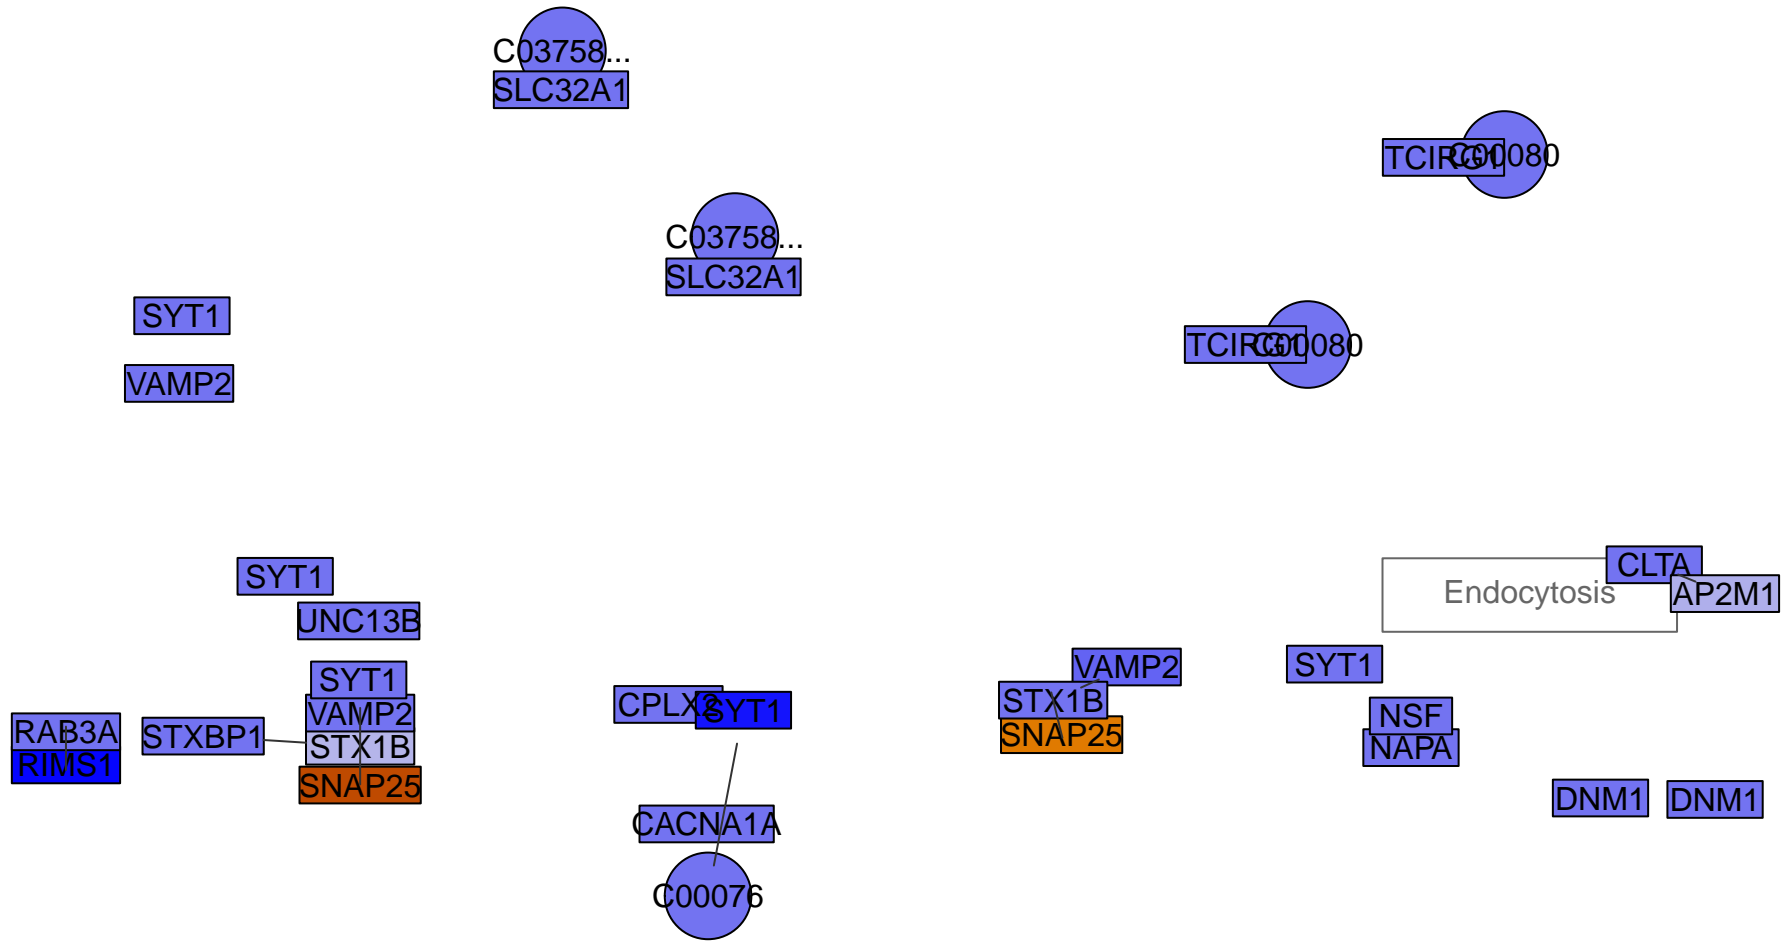 C03758...
SLC32A1
TCIRG1
C00080
C03758...
SLC32A1
SYT1
TCIRG1
C00080
VAMP2
CLTA
Endocytosis
AP2M1
SYT1
UNC13B
SYT1
VAMP2
SYT1
VAMP2
STX1B
SNAP25
RAB3A
RIMS1
STXBP1
STX1B
SNAP25
CPLX2
SYT1
NSF
NAPA
DNM1
DNM1
CACNA1A
C00076